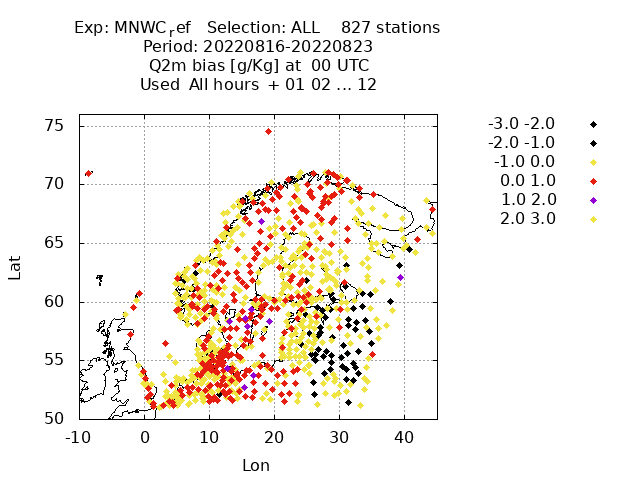 Exp: MNWCref Selection: ALL 827 stations
Period: 20220816-20220823
Q2m bias [g/Kg] at 00 UTC
Used All hours + 01 02 ... 12
75
70
65
60
55
50
-10 0 10 20 30 40
Lat
Lon
-3.0 -2.0
-2.0 -1.0
-1.0 0.0
0.0 1.0
1.0 2.0
2.0 3.0